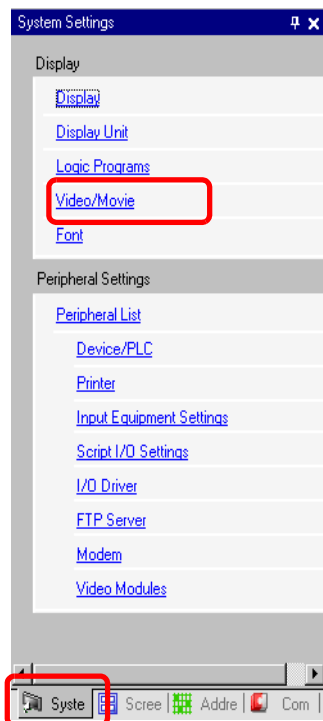 System Settings
Display
Display
Display Unit
Logic Programs
Video/Movie
Font
Peripheral Settings
Peripheral List
Device/PLC
Printer
Input Equipment Settings
Script I/O Settings
I/O Driver
FTP Server
Modem
Video Modules
Syste Scree Addre Com